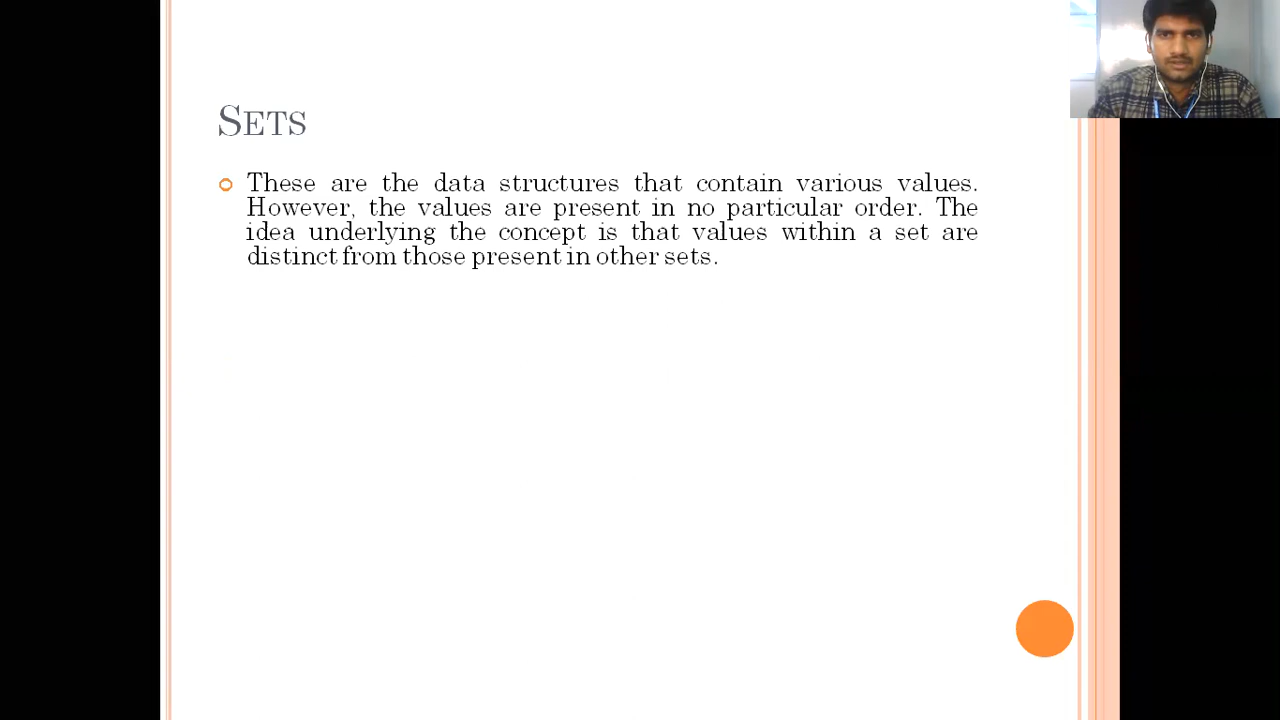 Sets
These are the data structures that contain various values.
However, the values are present in no particular order. The
idea underlying the concept is that values within a set are
distinct from those present in other sets.